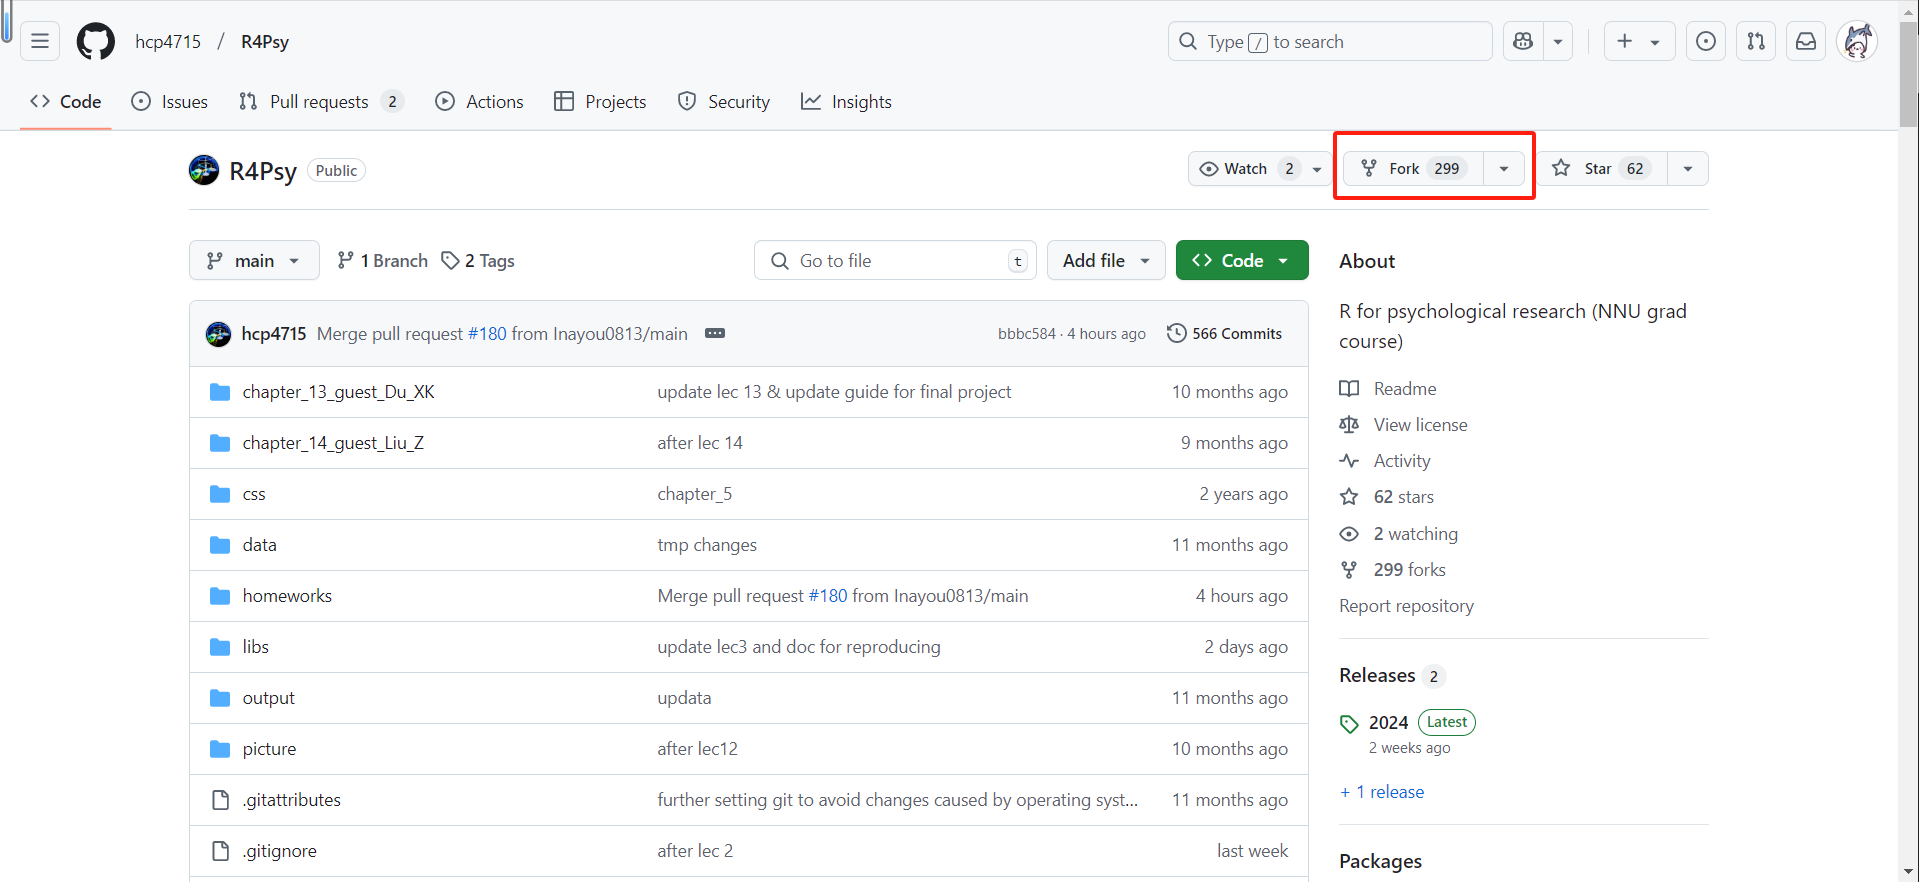 hcp4715 / R4Psy
Type / to search
Code Issues Pull requests 2 Actions Projects Security Insights
R4Psy Public
Watch 2 Fork 299 Star 62
main 1 Branch 2 Tags Go to file t Add file Code
hcp4715 Merge pull request #180 from Inayou0813/main bbbc584 · 4 hours ago 566 Commits
chapter_13_guest_Du_XK update lec 13 & update guide for final project 10 months ago
chapter_14_guest_Liu_Z after lec 14 9 months ago
css chapter_5 2 years ago
data tmp changes 11 months ago
homeworks Merge pull request #180 from Inayou0813/main 4 hours ago
libs update lec3 and doc for reproducing 2 days ago
output updata 11 months ago
picture after lec12 10 months ago
.gitattributes further setting git to avoid changes caused by operating syst... 11 months ago
.gitignore after lec 2 last week
About
R for psychological research (NNU grad
course)
Readme
View license
Activity
62 stars
2 watching
299 forks
Report repository
Releases 2
2024 Latest
2 weeks ago
+ 1 release
Packages